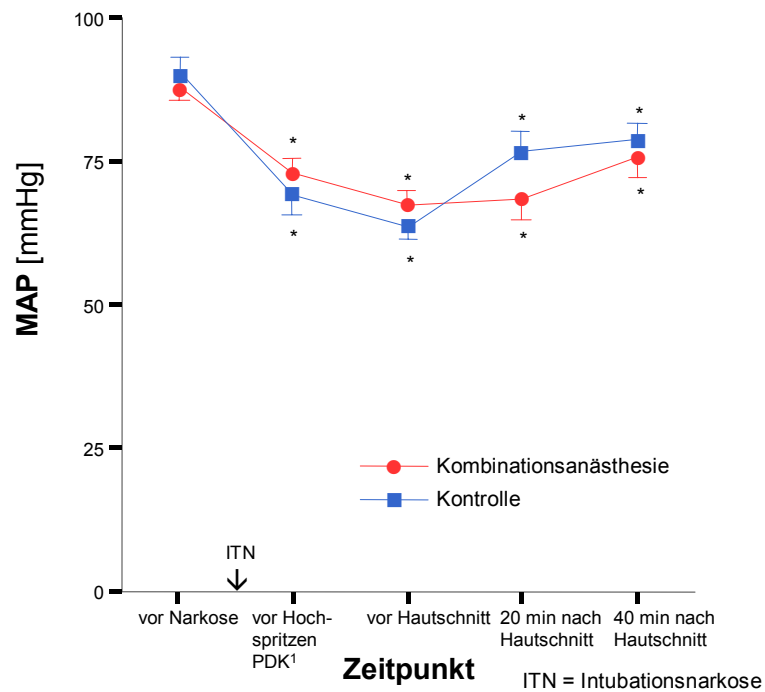 100
75
50
25
0
MAP [mmHg]
*
*
*
*
*
*
*
*
Kombinationsanästhesie
Kontrolle
ITN
vor Narkose
vor Hoch-
spritzen
PDK¹
vor Hautschnitt
20 min nach
Hautschnitt
40 min nach
Hautschnitt
Zeitpunkt
ITN = Intubationsnarkose